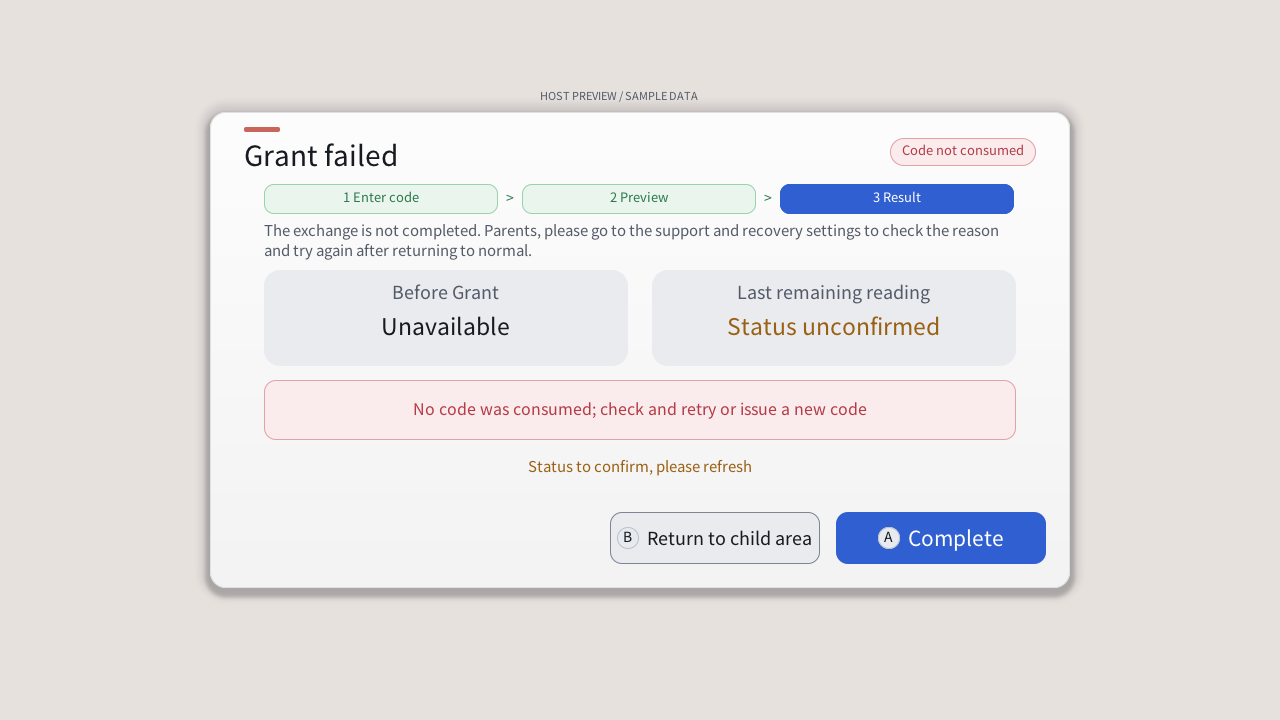 HOST PREVIEW / SAMPLE DATA
Grant failed
Code not consumed
1 Enter code > 2 Preview > 3 Result
The exchange is not completed. Parents, please go to the support and recovery settings to check the reason
and try again after returning to normal.
Before Grant
Unavailable
Last remaining reading
Status unconfirmed
No code was consumed; check and retry or issue a new code
Status to confirm, please refresh
B Return to child area
A Complete